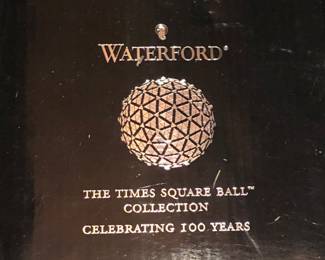 WATERFORD®
THE TIMES SQUARE BALL™
COLLECTION
CELEBRATING 100 YEARS